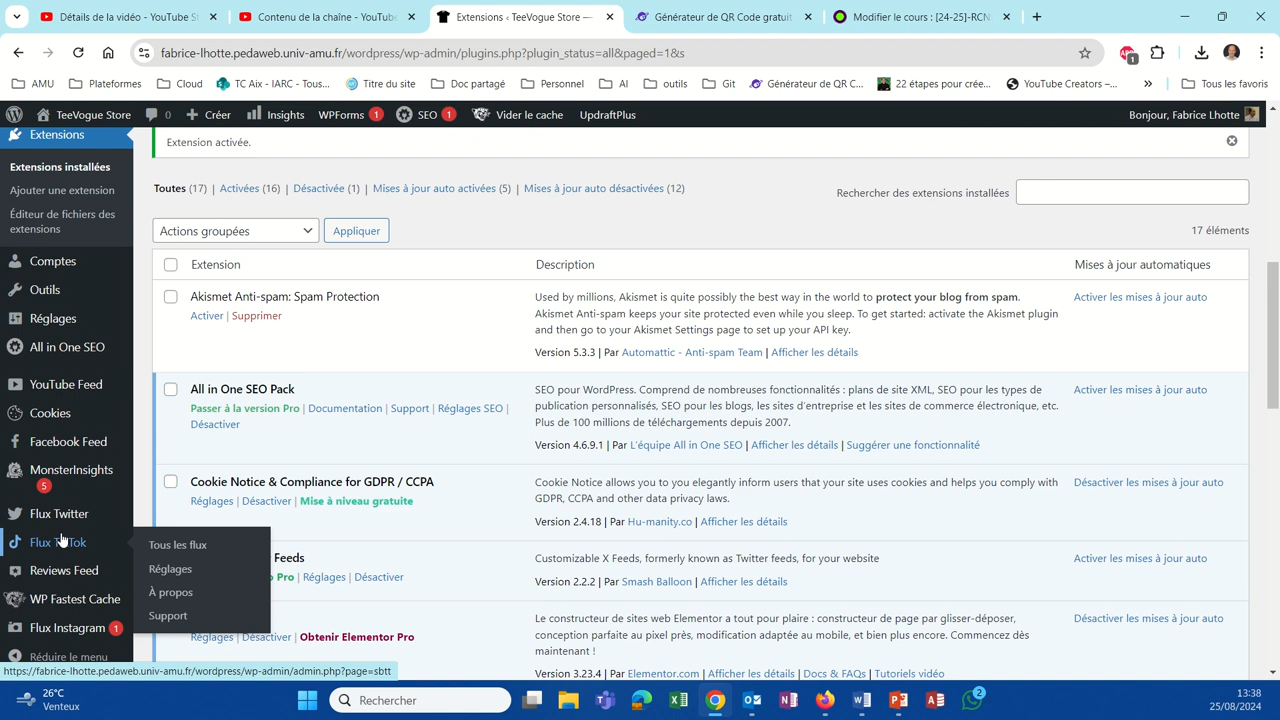 Détails de la vidéo - YouTube St
Contenu de la chaîne - YouTube
Extensions ‹ TeeVogue Store —
Générateur de QR Code gratuit
Modifier le cours : [24-25]-RCN
fabrice-lhotte.pedaweb.univ-amu.fr/wordpress/wp-admin/plugins.php?plugin_status=all&paged=1&s
1
AMU
Plateformes
Cloud
TC Aix - IARC - Tous...
Titre du site
Doc partagé
Personnel
AI
outils
Git
Générateur de QR C...
22 étapes pour crée...
YouTube Creators –...
»
Tous les favoris
TeeVogue Store
0
Créer
Insights
WPForms 1
SEO 1
Vider le cache
UpdraftPlus
Bonjour, Fabrice Lhotte
Extensions
Extensions installées
Ajouter une extension
Éditeur de fichiers des
extensions
Comptes
Outils
Réglages
All in One SEO
YouTube Feed
Cookies
Facebook Feed
MonsterInsights
5
Flux Twitter
Flux TikTok
Reviews Feed
WP Fastest Cache
Flux Instagram 1
Réduire le menu
Tous les flux
Réglages
À propos
Support
Extension activée.
Toutes (17) | Activées (16) | Désactivée (1) | Mises à jour auto activées (5) | Mises à jour auto désactivées (12)
Rechercher des extensions installées
Actions groupées
Appliquer
17 éléments
Extension
Description
Mises à jour automatiques
Akismet Anti-spam: Spam Protection
Activer | Supprimer
Used by millions, Akismet is quite possibly the best way in the world to protect your blog from spam.
Akismet Anti-spam keeps your site protected even while you sleep. To get started: activate the Akismet plugin
and then go to your Akismet Settings page to set up your API key.
Version 5.3.3 | Par Automattic - Anti-spam Team | Afficher les détails
Activer les mises à jour auto
All in One SEO Pack
Passer à la version Pro | Documentation | Support | Réglages SEO |
Désactiver
SEO pour WordPress. Comprend de nombreuses fonctionnalités : plans de site XML, SEO pour les types de
publication personnalisés, SEO pour les blogs, les sites d'entreprise et les sites de commerce électronique, etc.
Plus de 100 millions de téléchargements depuis 2007.
Version 4.6.9.1 | Par L'équipe All in One SEO | Afficher les détails | Suggérer une fonctionnalité
Activer les mises à jour auto
Cookie Notice & Compliance for GDPR / CCPA
Réglages | Désactiver | Mise à niveau gratuite
Cookie Notice allows you to you elegantly inform users that your site uses cookies and helps you comply with
GDPR, CCPA and other data privacy laws.
Version 2.4.18 | Par Hu-manity.co | Afficher les détails
Désactiver les mises à jour auto
Feeds
Pro | Réglages | Désactiver
Customizable X Feeds, formerly known as Twitter feeds, for your website
Version 2.2.2 | Par Smash Balloon | Afficher les détails
Activer les mises à jour auto
Réglages | Désactiver | Obtenir Elementor Pro
Le constructeur de sites web Elementor a tout pour plaire : constructeur de page par glisser-déposer,
conception parfaite au pixel près, modification adaptée au mobile, et bien plus encore. Commencez dès
maintenant !
Version 3.23.4 | Par Elementor.com | Afficher les détails | Docs & FAQs | Tutoriels vidéo
Désactiver les mises à jour auto
https://fabrice-lhotte.pedaweb.univ-amu.fr/wordpress/wp-admin/admin.php?page=sbtt
26°C
Venteux
Rechercher
2
13:38
25/08/2024